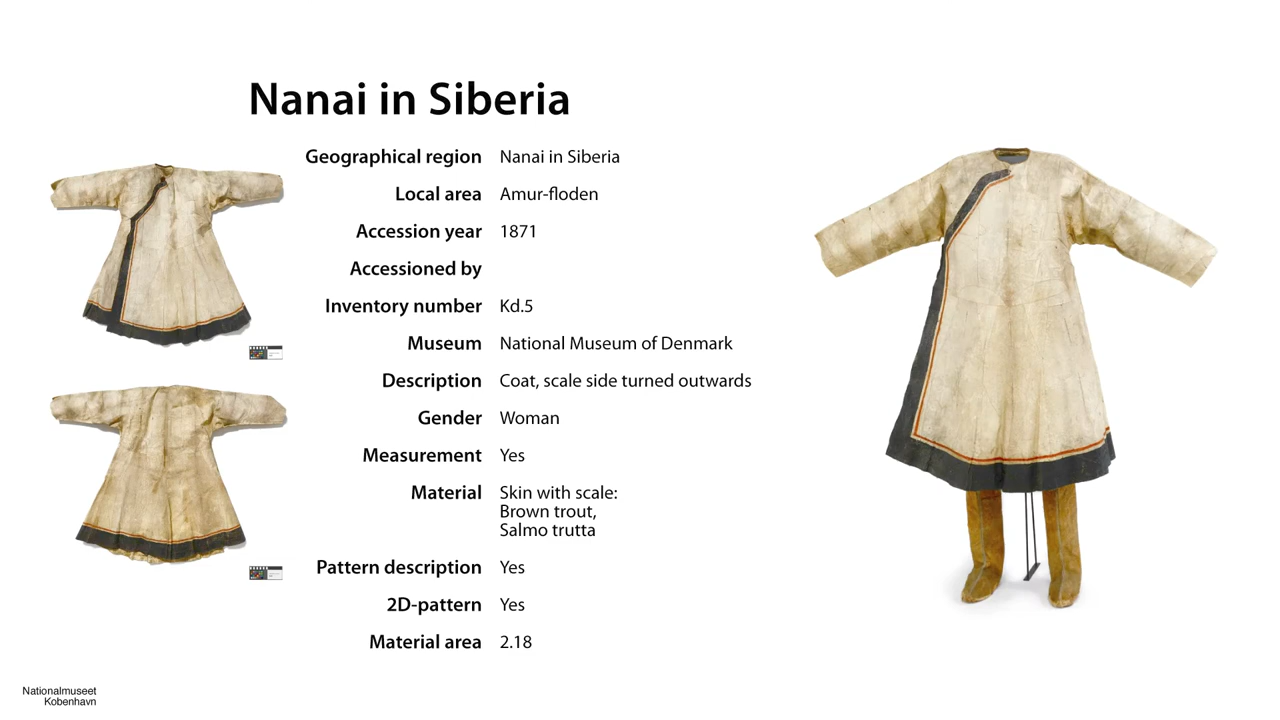 Nanai in Siberia
Geographical region Nanai in Siberia
Local area Amur-floden
Accession year 1871
Accessioned by
Inventory number Kd.5
Museum National Museum of Denmark
Description Coat, scale side turned outwards
Gender Woman
Measurement Yes
Material Skin with scale:
Brown trout,
Salmo trutta
Pattern description Yes
2D-pattern Yes
Material area 2.18
Nationalmuseet
Kobenhavn